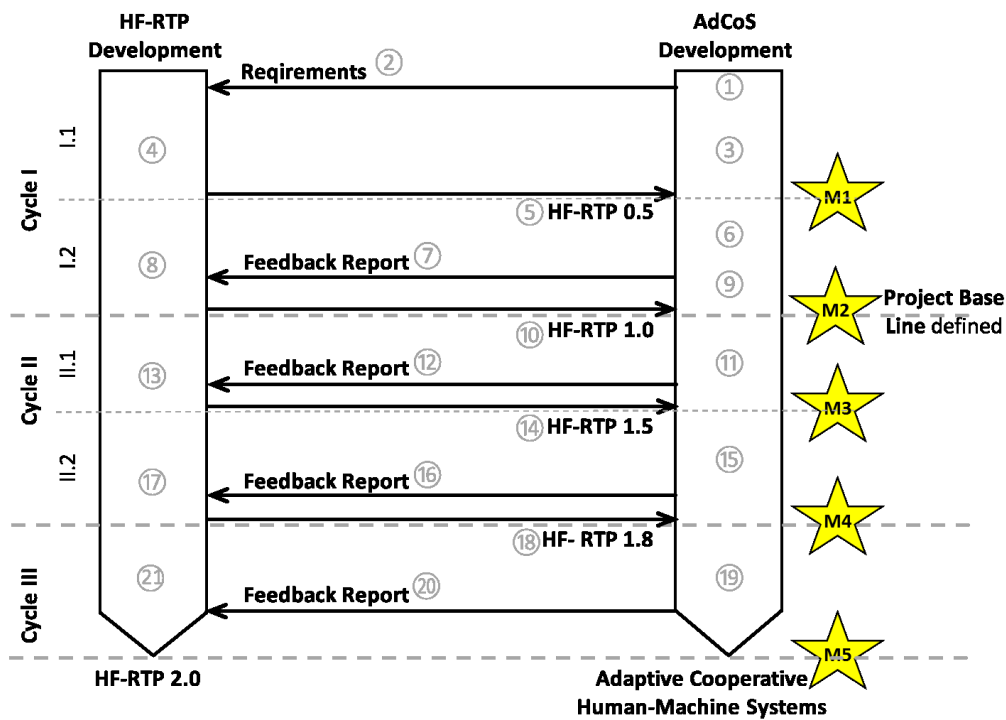 HF-RTP
Development
AdCoS
Development
Reqirements ②
①
Cycle I
I.1
④
③
⑤ HF-RTP 0.5
M1
I.2
⑥
Feedback Report ⑦
⑧
⑨
⑩ HF-RTP 1.0
M2
Project Base
Line defined
Cycle II
II.1
Feedback Report ⑫
⑪
⑬
⑭ HF-RTP 1.5
M3
II.2
⑮
Feedback Report ⑯
⑰
⑱ HF- RTP 1.8
M4
Cycle III
㉑
⑲
Feedback Report ⑳
M5
HF-RTP 2.0
Adaptive Cooperative
Human-Machine Systems